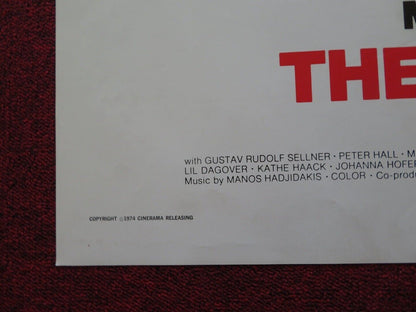 THE
with GUSTAV RUDOLF SELLNER · PETER HALL · M
LIL DAGOVER · KATHE HAACK · JOHANNA HOFER
Music by MANOS HADJIDAKIS · COLOR · Co-produ
COPYRIGHT ©1974 CINERAMA RELEASING